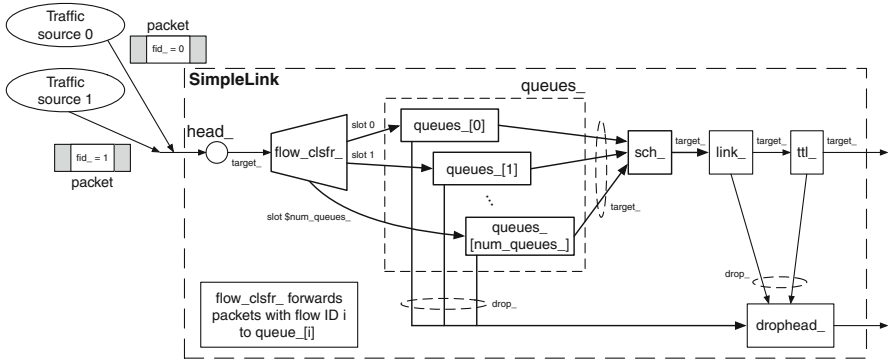 Traffic
source 0
packet
fid_ = 0
Traffic
source 1
fid_ = 1
packet
SimpleLink
head_
target_
flow_clsfr_
slot 0
slot 1
slot $num_queues_
queues_
queues_[0]
queues_[1]
...
queues_
[num_queues_]
target_
sch_
target_
link_
target_
ttl_
target_
drop_
drop_
drophead_
flow_clsfr_ forwards
packets with flow ID i
to queue_[i]